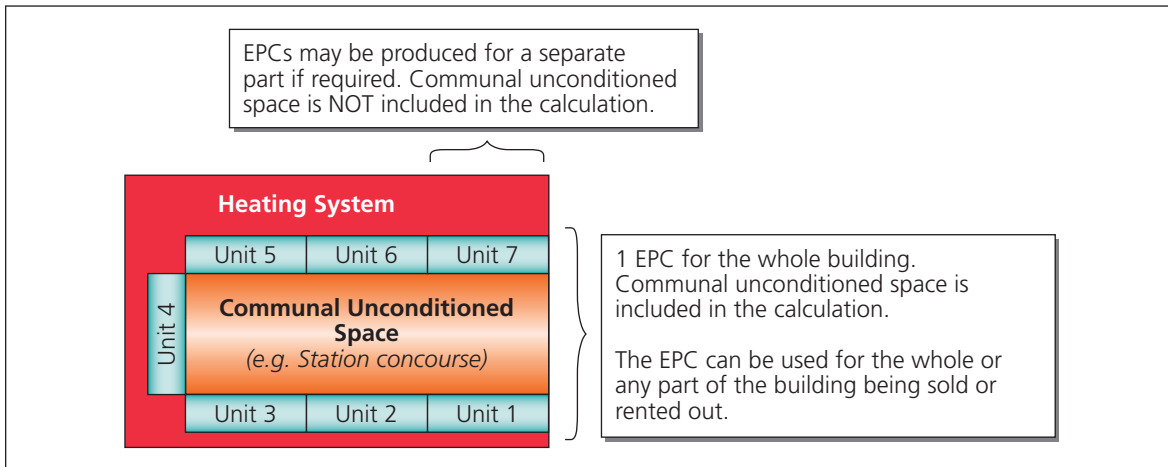 EPCs may be produced for a separate
part if required. Communal unconditioned
space is NOT included in the calculation.
Heating System
Unit 5
Unit 6
Unit 7
Unit 4
Communal Unconditioned
Space
(e.g. Station concourse)
Unit 3
Unit 2
Unit 1
1 EPC for the whole building.
Communal unconditioned space is
included in the calculation.
The EPC can be used for the whole or
any part of the building being sold or
rented out.